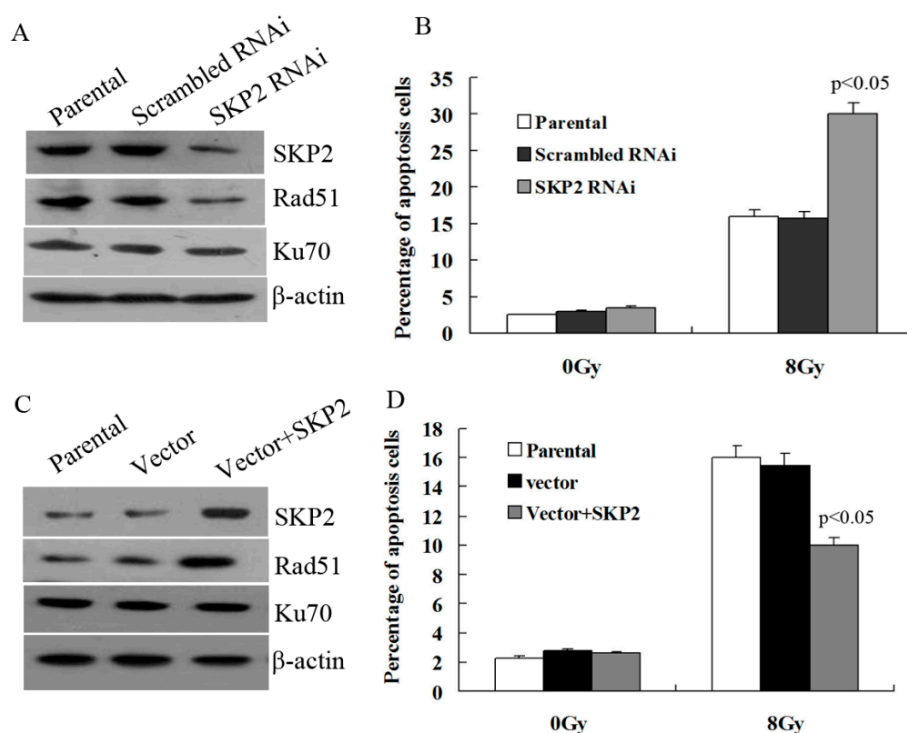 A
Parental
Scrambled RNAi
SKP2 RNAi
SKP2
Rad51
Ku70
β-actin
B
Percentage of apoptosis cells
35
30
25
20
15
10
5
0
Parental
Scrambled RNAi
SKP2 RNAi
p<0.05
0Gy
8Gy
C
Parental
Vector
Vector+SKP2
SKP2
Rad51
Ku70
β-actin
D
Percentage of apoptosis cells
18
16
14
12
10
8
6
4
2
0
Parental
vector
Vector+SKP2
p<0.05
0Gy
8Gy